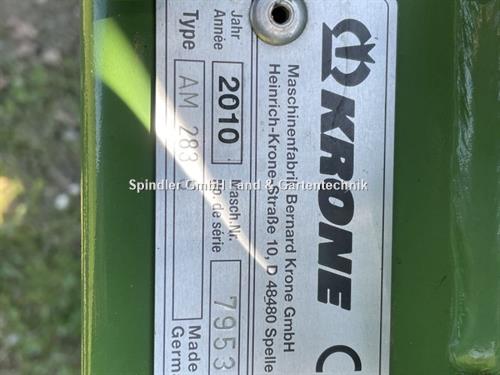 KRONE C
Maschinenfabrik Bernard Krone GmbH
Heinrich-Krone-Straße 10, D 48480 Spelle
Jahr
Année
2010
Masch.Nr.
de série
7953
Type
AM 283
Made
Germ
Spindler GmbH Land & Gartentechnik